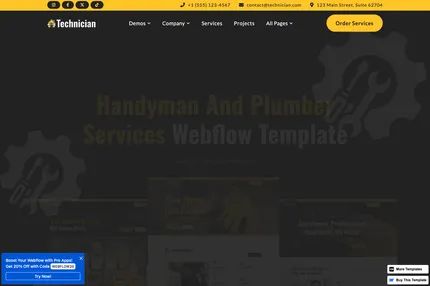 +1 (555) 123-4567 contact@technician.com 123 Main Street, Suite 62704
Technician Demos Company Services Projects All Pages Order Services
Handyman And Plumber
Services Webflow Template
Boost Your Webflow with Pro Apps!
Get 20% Off with Code WEBFLOW20
Try Now!
More Templates
Buy This Template